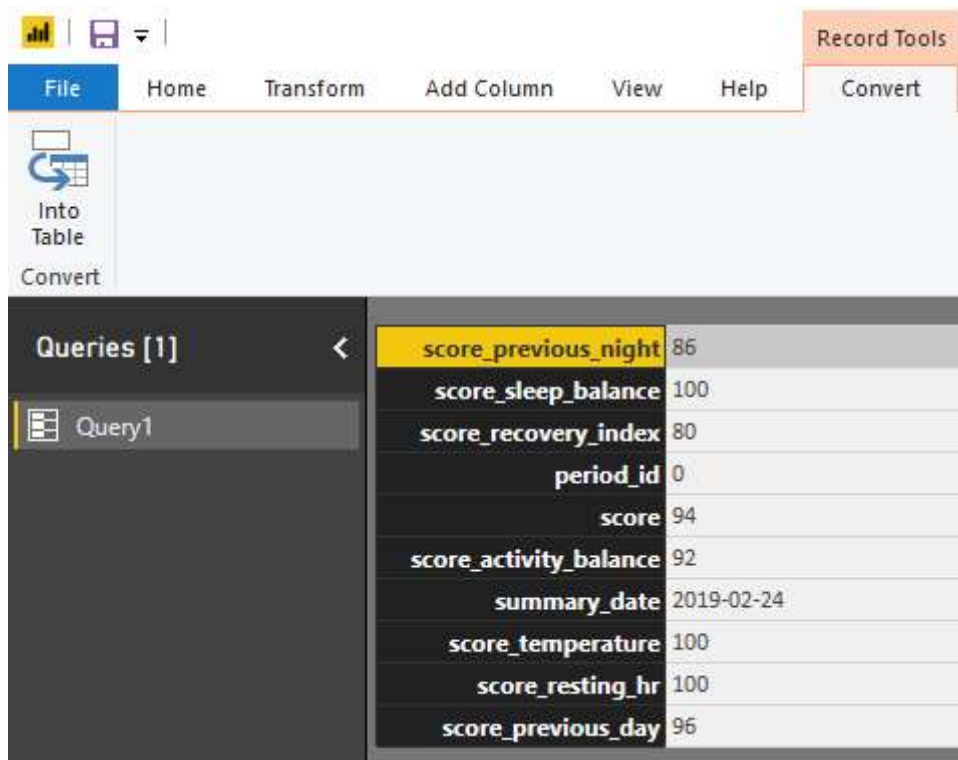 Record Tools
File Home Transform Add Column View Help Convert
Into
Table
Convert
Queries [1]
Query1
score_previous_night 86
score_sleep_balance 100
score_recovery_index 80
period_id 0
score 94
score_activity_balance 92
summary_date 2019-02-24
score_temperature 100
score_resting_hr 100
score_previous_day 96